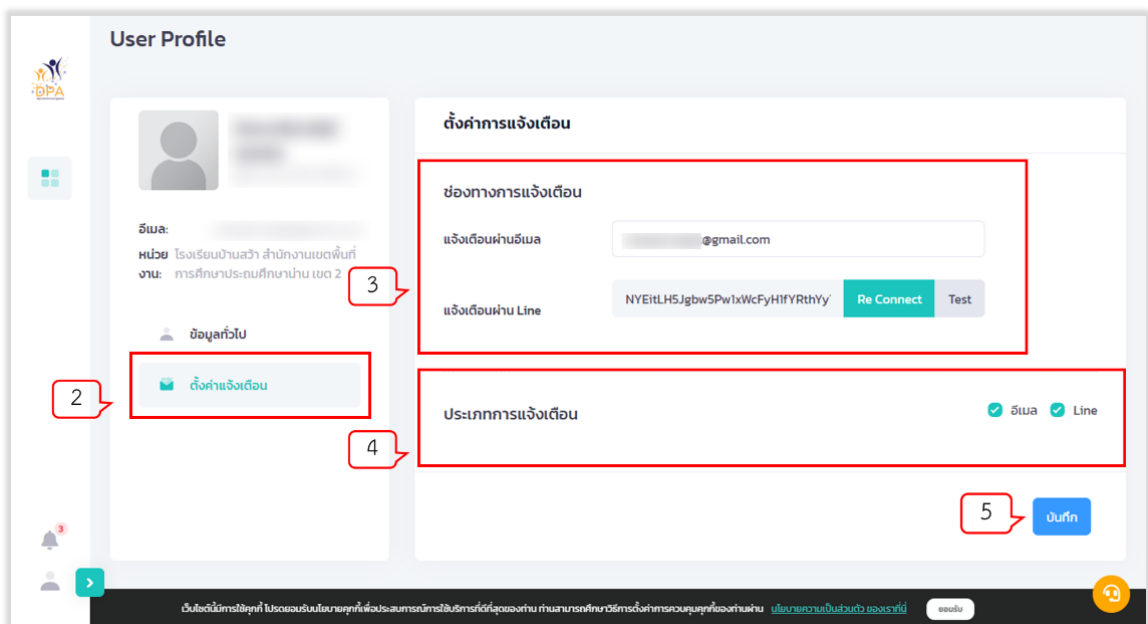 User Profile
DPA
ตั้งค่าการแจ้งเตือน
ช่องทางการแจ้งเตือน
อีเมล:
หน่วยงาน: โรงเรียนบ้านสว้า สำนักงานเขตพื้นที่
การศึกษาประถมศึกษาน่าน เขต 2
แจ้งเตือนผ่านอีเมล
@gmail.com
3
แจ้งเตือนผ่าน Line
NYEitLH5Jgbw5Pw1xWcFyH1fYRthYy
Re Connect
Test
ข้อมูลทั่วไป
2
ตั้งค่าแจ้งเตือน
4
ประเภทการแจ้งเตือน
อีเมล
Line
5
บันทึก
3
เว็บไซต์นี้มีการใช้คุกกี้ โปรดยอมรับนโยบายคุกกี้เพื่อประสบการณ์การใช้บริการที่ดีที่สุดของท่าน ท่านสามารถศึกษาวิธีการตั้งค่าการควบคุมคุกกี้ของท่านผ่าน นโยบายความเป็นส่วนตัว ของเราที่นี่
ยอมรับ